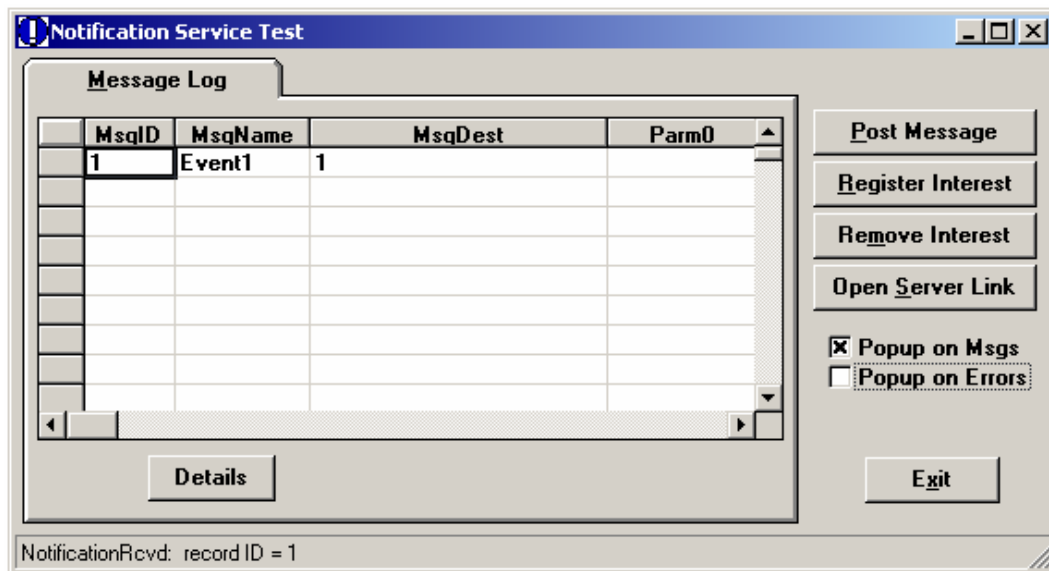 Notification Service Test
Message Log
MsgID MsgName MsgDest Parm0
1 Event1 1
Post Message
Register Interest
Remove Interest
Open Server Link
Popup on Msgs
Popup on Errors
Details
Exit
NotificationRcvd: record ID = 1